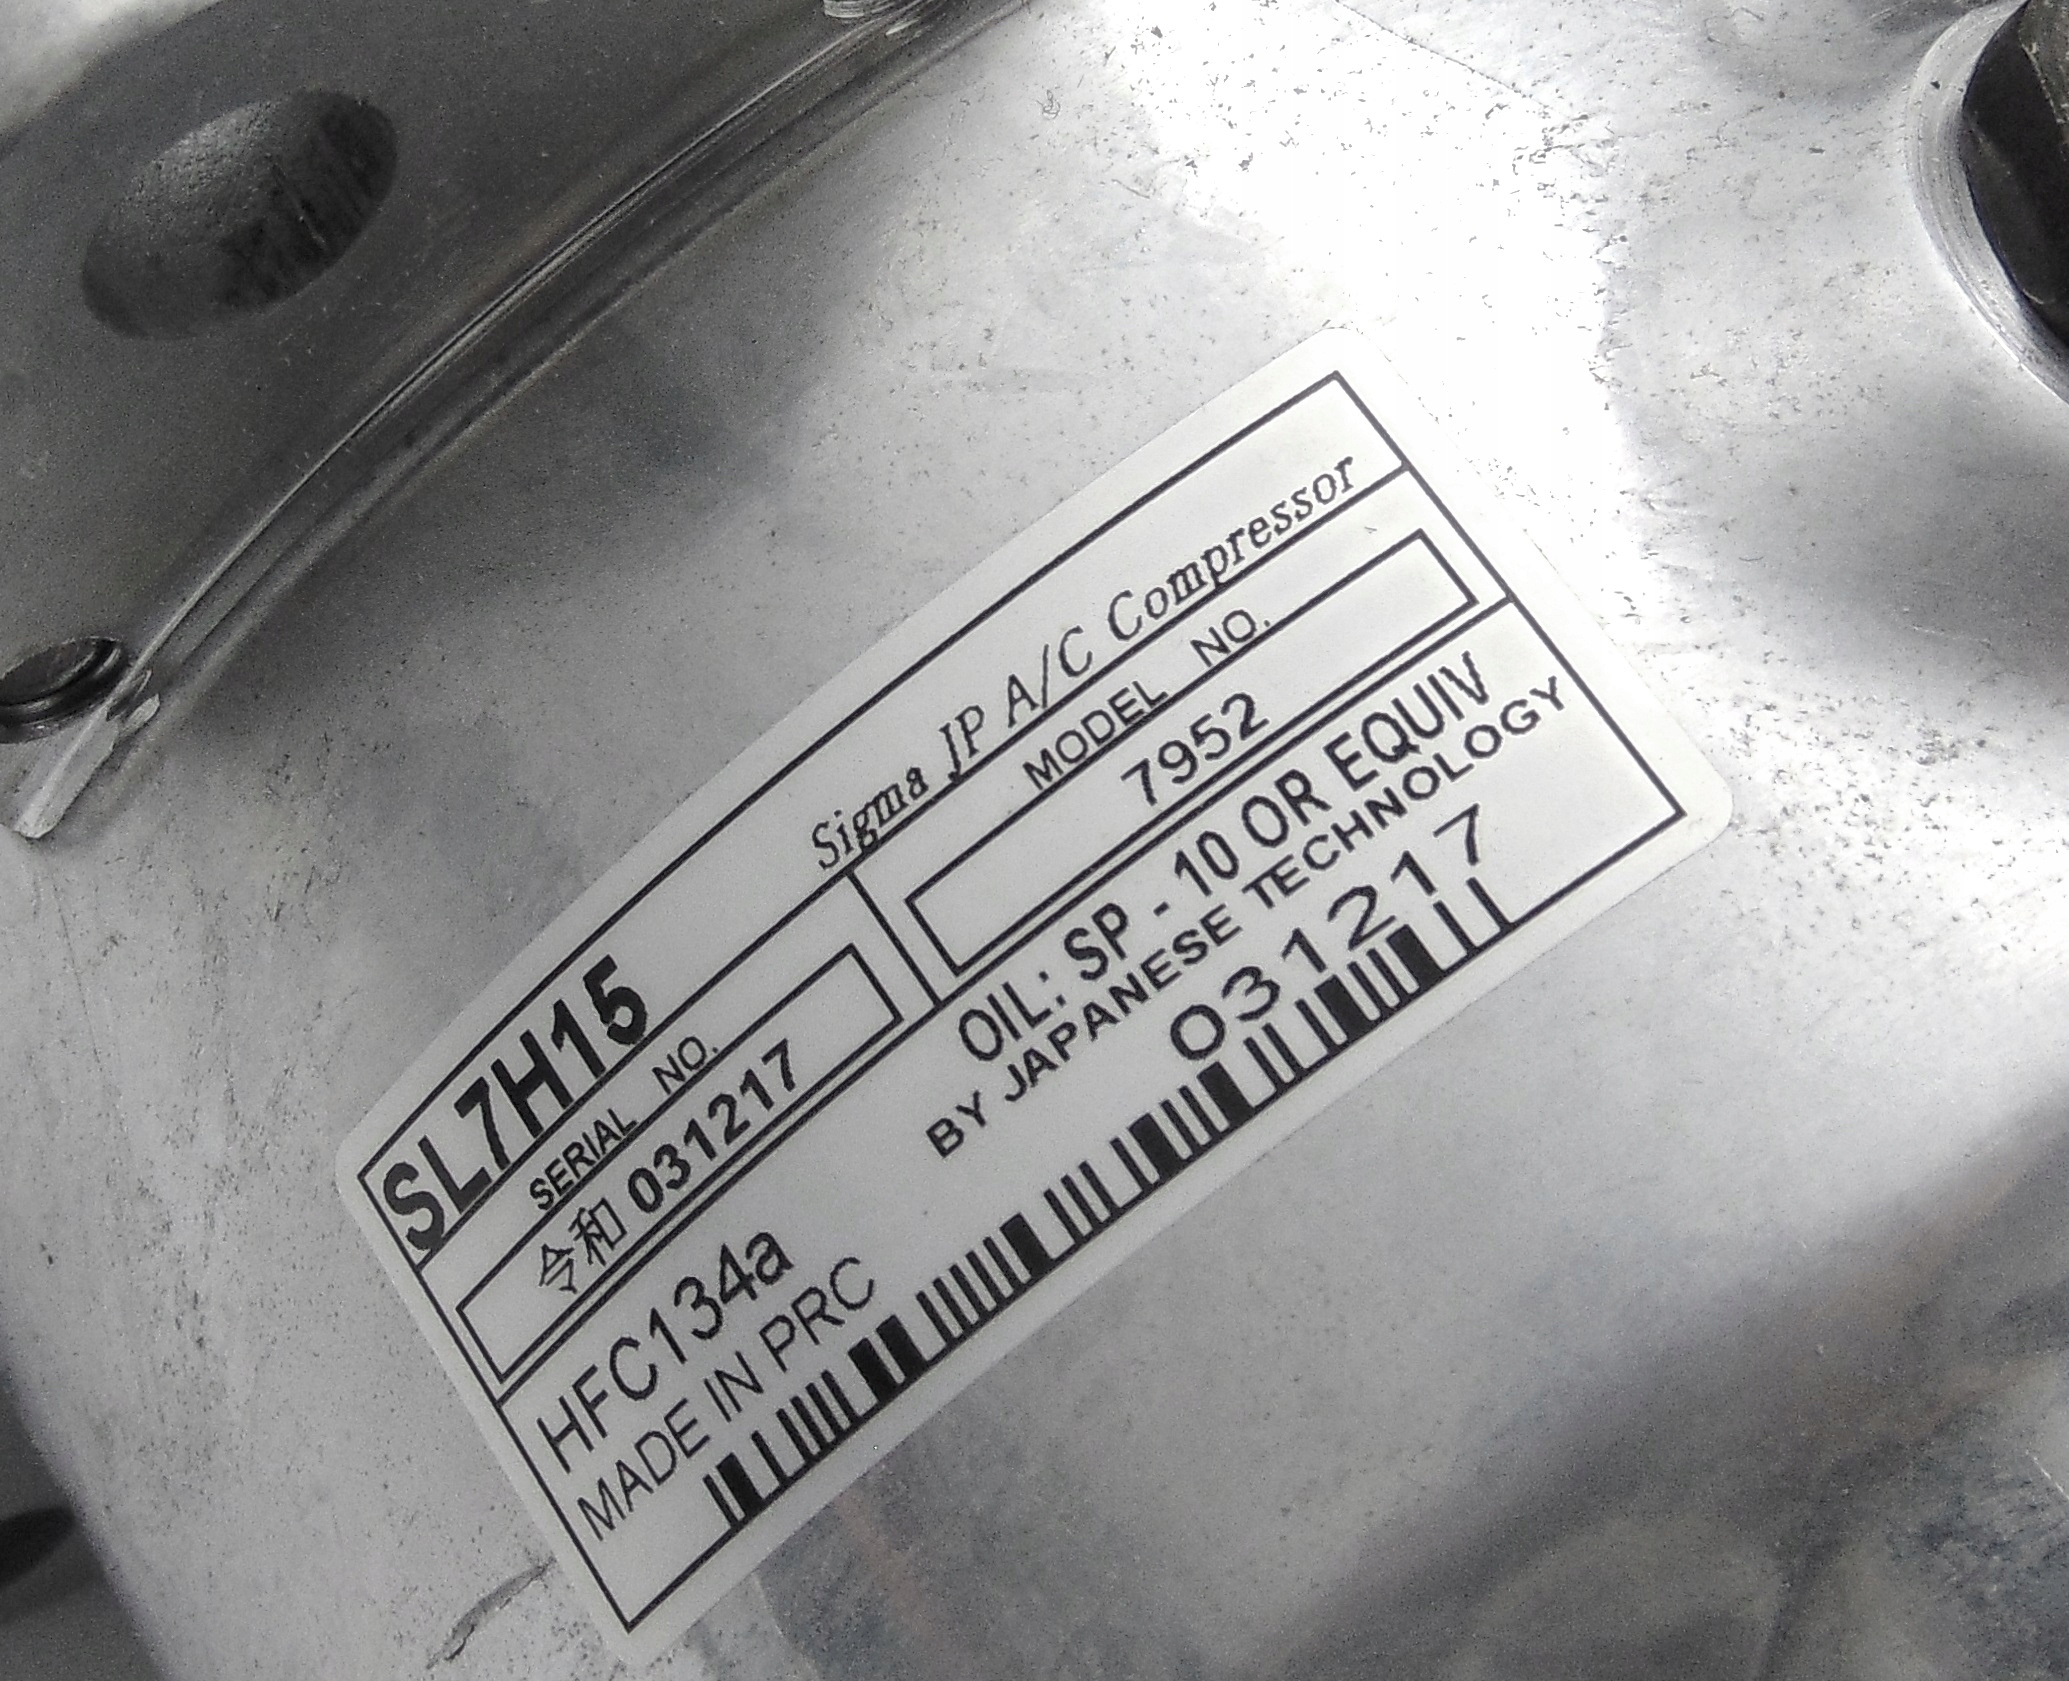 SL7H15 Sigma JP A/C Compressor
SERIAL NO. MODEL NO.
令和 031217 7952
HFC134a OIL: SP - 10 OR EQUIV
MADE IN PRC BY JAPANESE TECHNOLOGY
031217